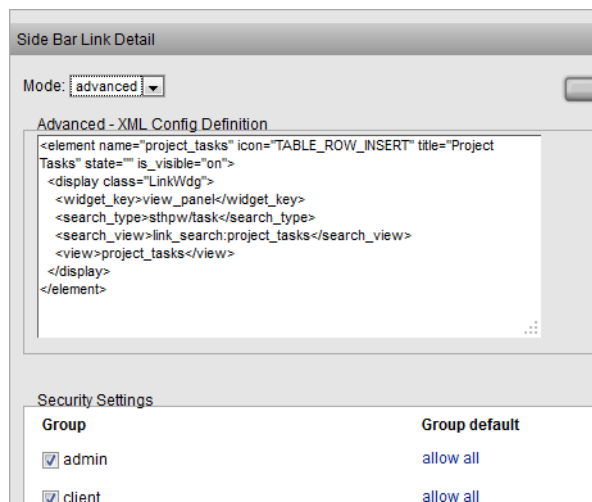 Side Bar Link Detail
Mode: advanced
Advanced - XML Config Definition
<element name="project_tasks" icon="TABLE_ROW_INSERT" title="Project
Tasks" state="" is_visible="on">
<display class="LinkWdg">
<widget_key>view_panel</widget_key>
<search_type>sthpw/task</search_type>
<search_view>link_search:project_tasks</search_view>
<view>project_tasks</view>
</display>
</element>
Security Settings
Group Group default
admin allow all
client allow all